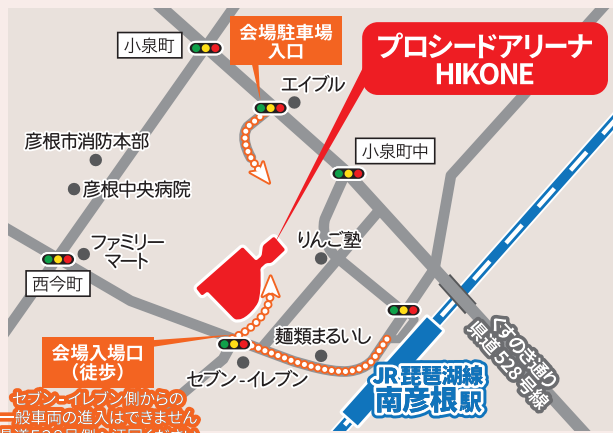 小泉町
会場駐車場
入口
プロシードアリーナ
HIKONE
エイブル
彦根市消防本部
小泉町中
彦根中央病院
ファミリー
マート
りんご塾
西今町
会場入場口
(徒歩)
麺類まるいし
セブン-イレブン
くすのき通り
県道528号線
JR琵琶湖線
南彦根駅
セブン-イレブン側からの
一般車両の進入はできません